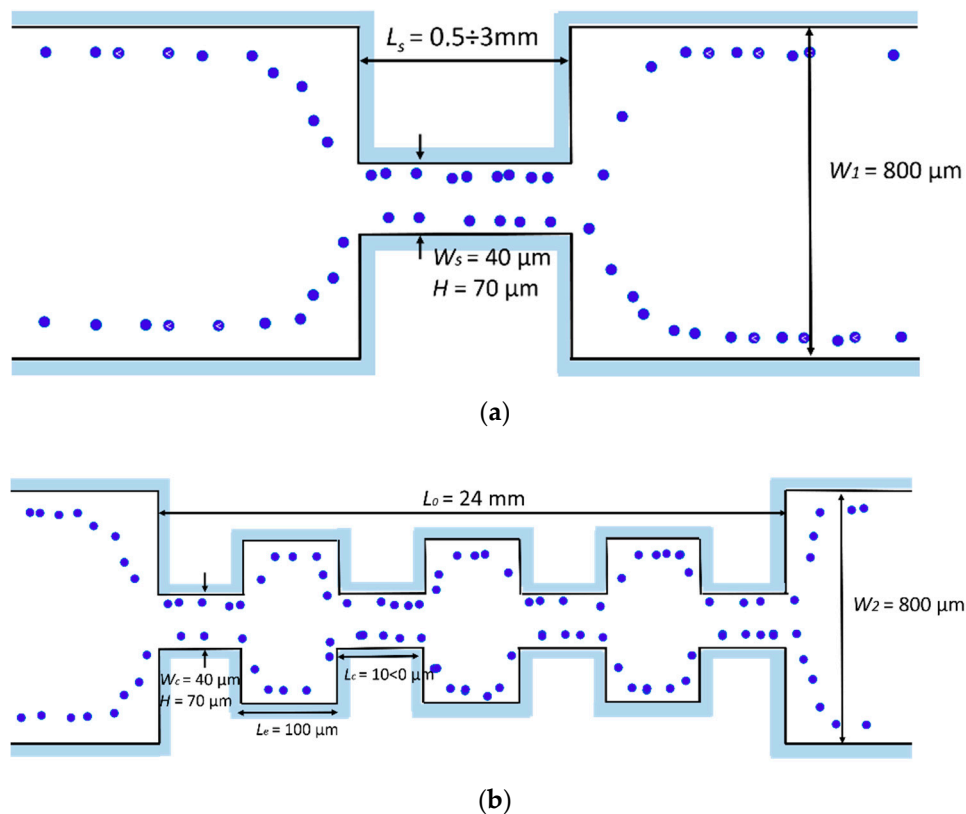 Ls = 0.5÷3mm
W1 = 800 µm
Ws = 40 µm
H = 70 µm
(a)
L0 = 24 mm
W2 = 800 µm
Wc = 40 µm
Lc = 10<0 µm
H = 70 µm
Le = 100 µm
(b)